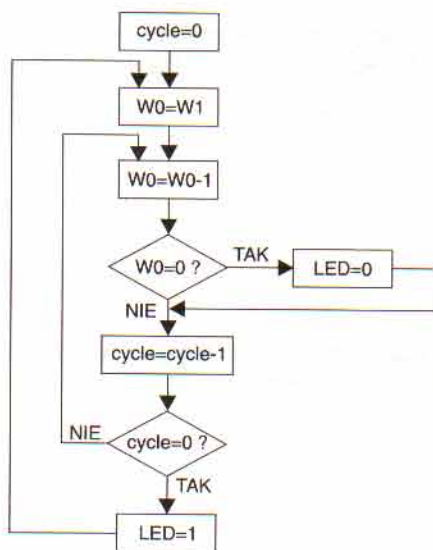 cycle=0
W0=W1
W0=W0-1
W0=0 ?
TAK
LED=0
NIE
cycle=cycle-1
cycle=0 ?
NIE
TAK
LED=1